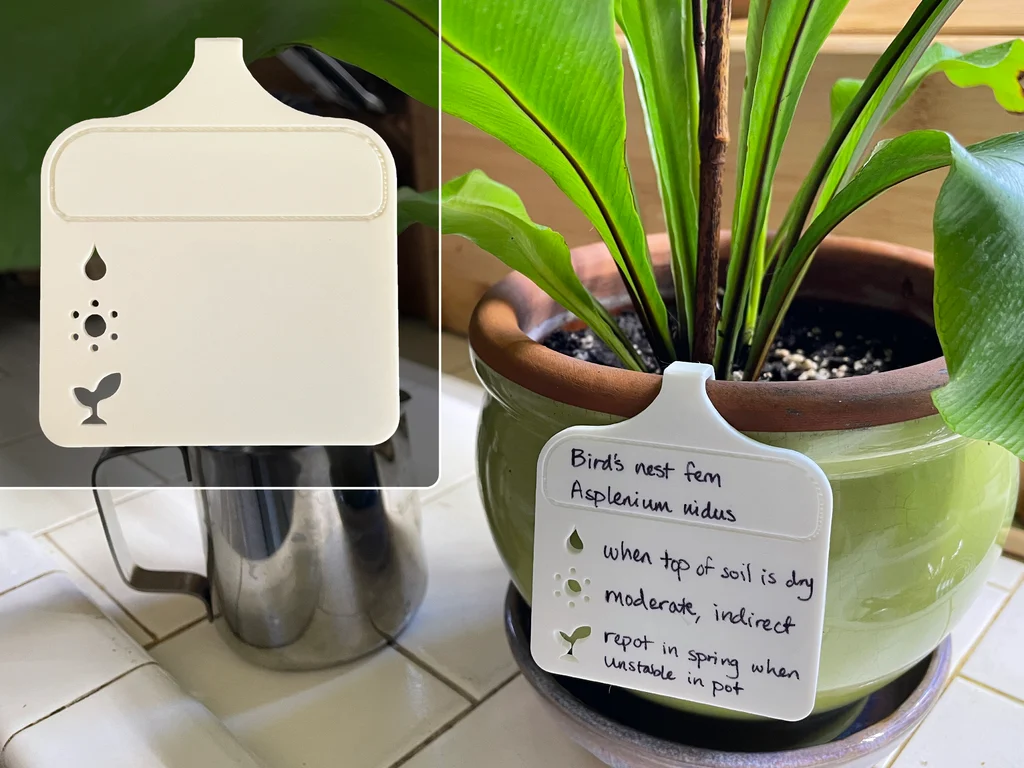 Bird's nest fern
Asplenium nidus
when top of soil is dry
moderate, indirect
repot in spring when
unstable in pot